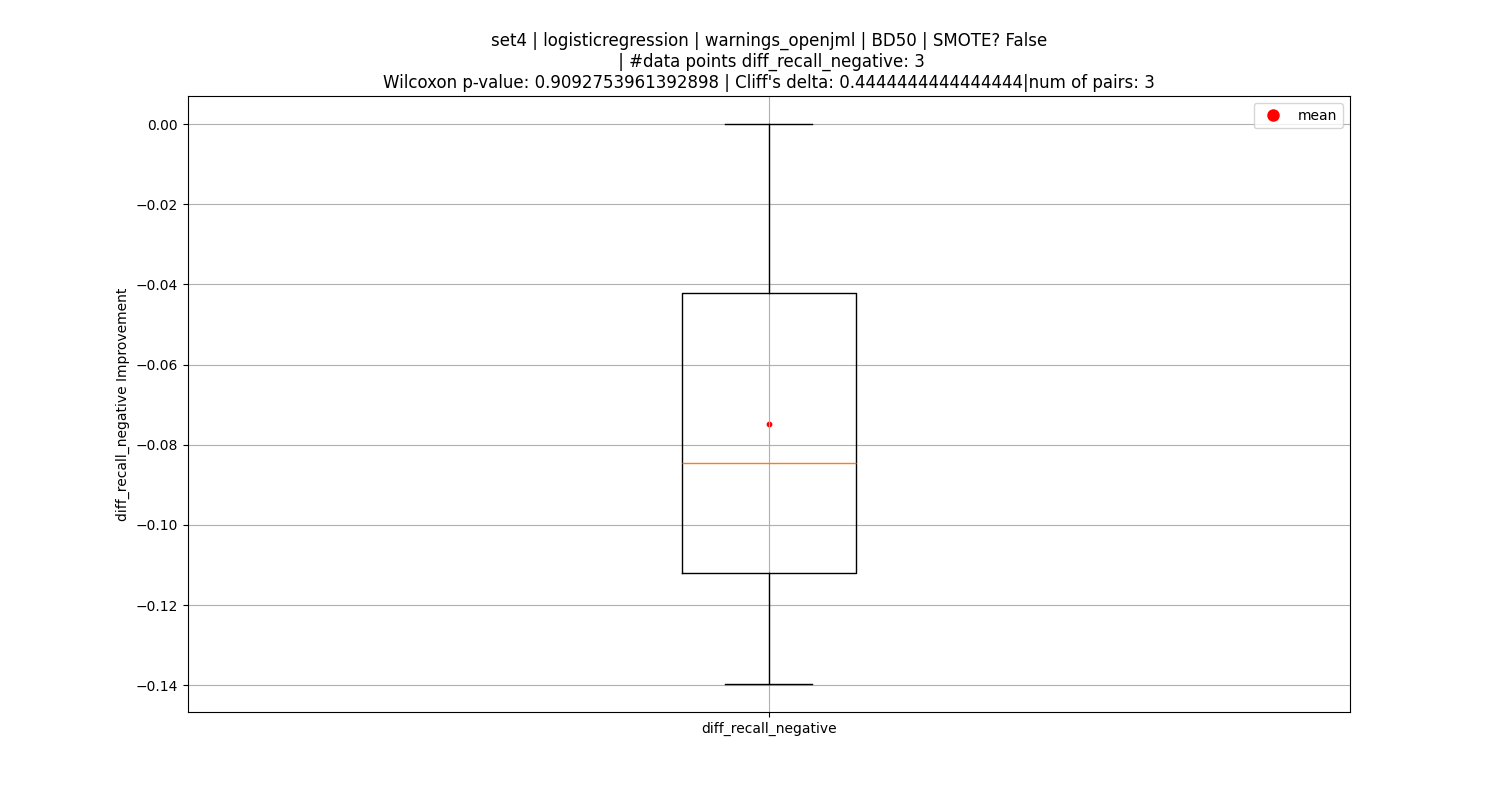 set4 | logisticregression | warnings_openjml | BD50 | SMOTE? False
| #data points diff_recall_negative: 3
Wilcoxon p-value: 0.9092753961392898 | Cliff's delta: 0.4444444444444444|num of pairs: 3
mean
0.00
−0.02
−0.04
−0.06
−0.08
−0.10
−0.12
−0.14
diff_recall_negative Improvement
diff_recall_negative